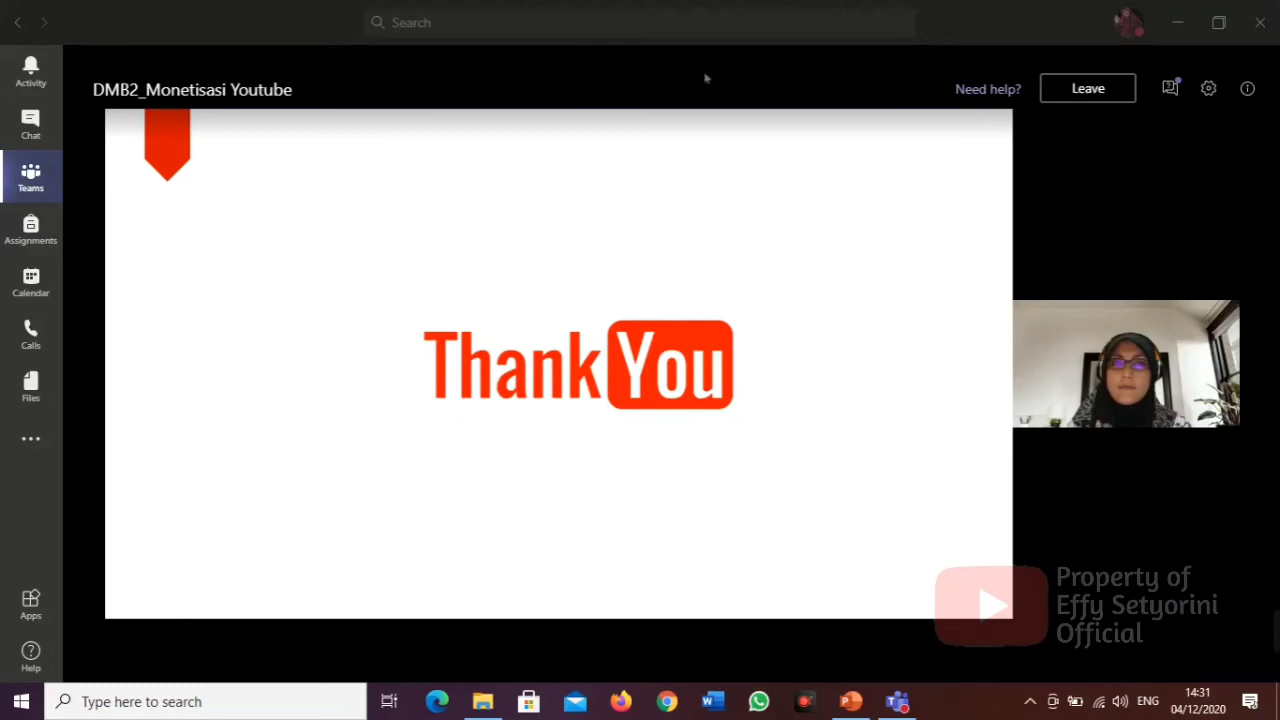 Search
Activity
Chat
Teams
Assignments
Calendar
Calls
Files
Apps
Help
DMB2_Monetisasi Youtube
Need help?
Leave
Thank You
Property of
Effy Setyorini
Official
Type here to search
ENG
14:31
04/12/2020